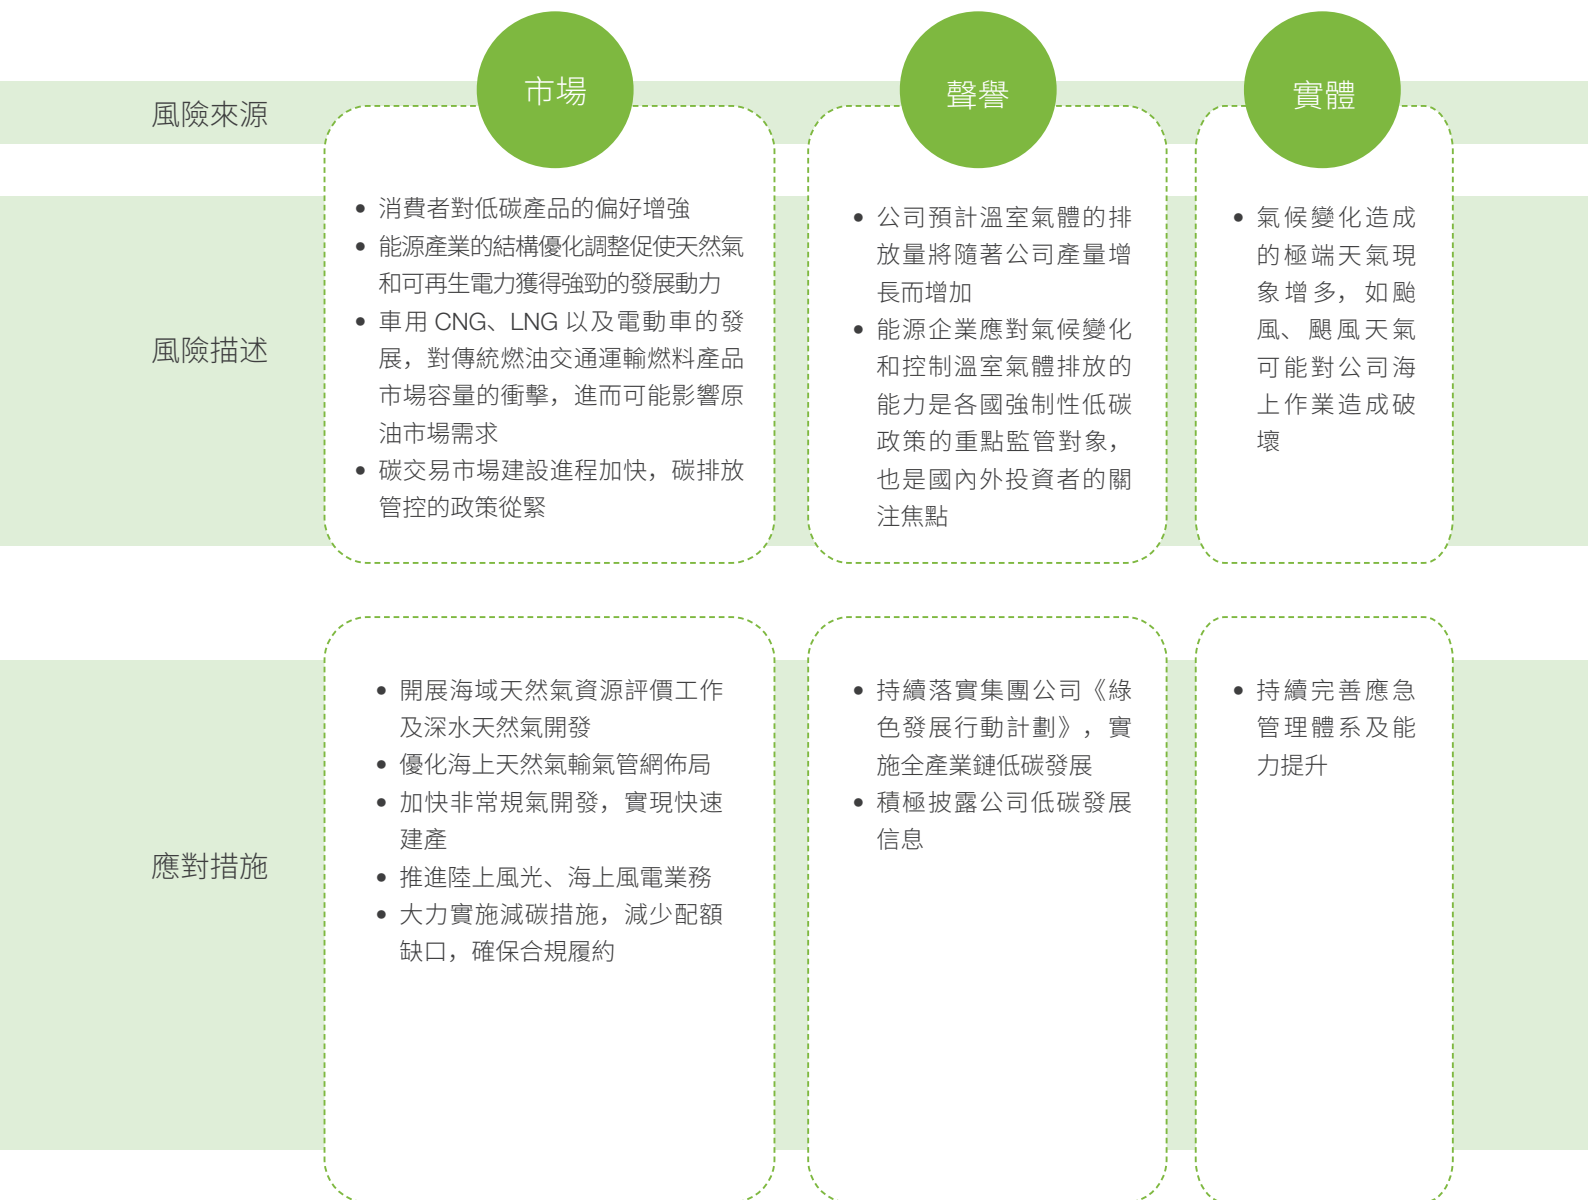 風險來源
市場
聲譽
實體
風險描述
消費者對低碳產品的偏好增強
能源產業的結構優化調整促使天然氣
和可再生電力獲得強勁的發展動力
車用 CNG、LNG 以及電動車的發
展，對傳統燃油交通運輸燃料產品
市場容量的衝擊，進而可能影響原
油市場需求
碳交易市場建設進程加快，碳排放
管控的政策從緊
公司預計溫室氣體的排
放量將隨著公司產量增
長而增加
能源企業應對氣候變化
和控制溫室氣體排放的
能力是各國強制性低碳
政策的重點監管對象，
也是國內外投資者的關
注焦點
氣候變化造成
的極端天氣現
象增多，如颱
風、颶風天氣
可能對公司海
上作業造成破
壞
應對措施
開展海域天然氣資源評價工作
及深水天然氣開發
優化海上天然氣輸氣管網佈局
加快非常規氣開發，實現快速
建產
推進陸上風光、海上風電業務
大力實施減碳措施，減少配額
缺口，確保合規履約
持續落實集團公司《綠
色發展行動計劃》，實
施全產業鏈低碳發展
積極披露公司低碳發展
信息
持續完善應急
管理體系及能
力提升